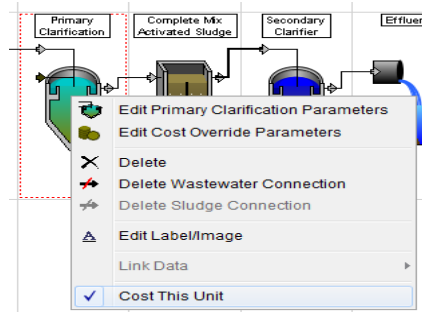 Primary
Clarification
Complete Mix
Activated Sludge
Secondary
Clarifier
Effluen
Edit Primary Clarification Parameters
Edit Cost Override Parameters
Delete
Delete Wastewater Connection
Delete Sludge Connection
A Edit Label/Image
Link Data
Cost This Unit